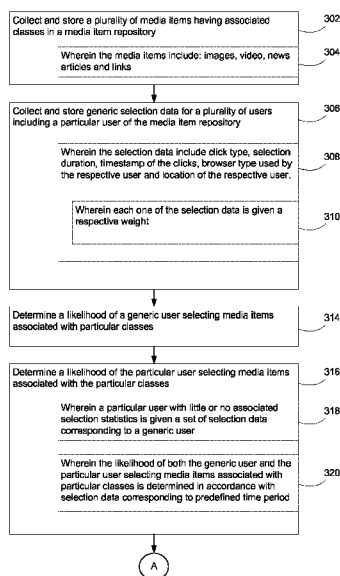 Collect and store a plurality of media items having associated
classes in a media item repository
302
Wherein the media items include: images, video, news
articles and links
304
Collect and store generic selection data for a plurality of users
including a particular user of the media item repository
306
Wherein the selection data include click type, selection
duration, timestamp of the clicks, browser type used by
the respective user and location of the respective user.
308
Wherein each one of the selection data is given a
respective weight
310
Determine a likelihood of a generic user selecting media items
associated with particular classes
314
Determine a likelihood of the particular user selecting media items
associated with the particular classes
316
Wherein a particular user with little or no associated
selection statistics is given a set of selection data
corresponding to a generic user
318
Wherein the likelihood of both the generic user and the
particular user selecting media items associated with
particular classes is determined in accordance with
selection data corresponding to predefined time period
320
A